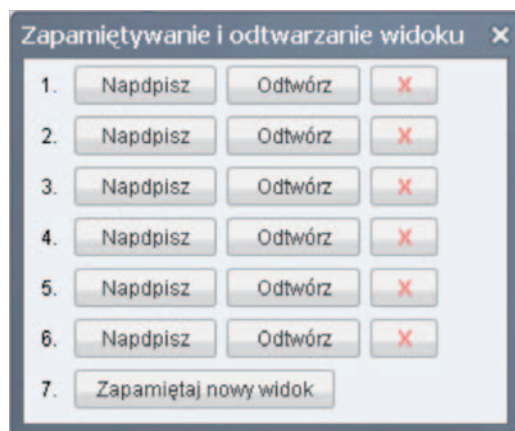 Zapamiętywanie i odtwarzanie widoku X
1. Napdpisz Odtwórz X
2. Napdpisz Odtwórz X
3. Napdpisz Odtwórz X
4. Napdpisz Odtwórz X
5. Napdpisz Odtwórz X
6. Napdpisz Odtwórz X
7. Zapamiętaj nowy widok